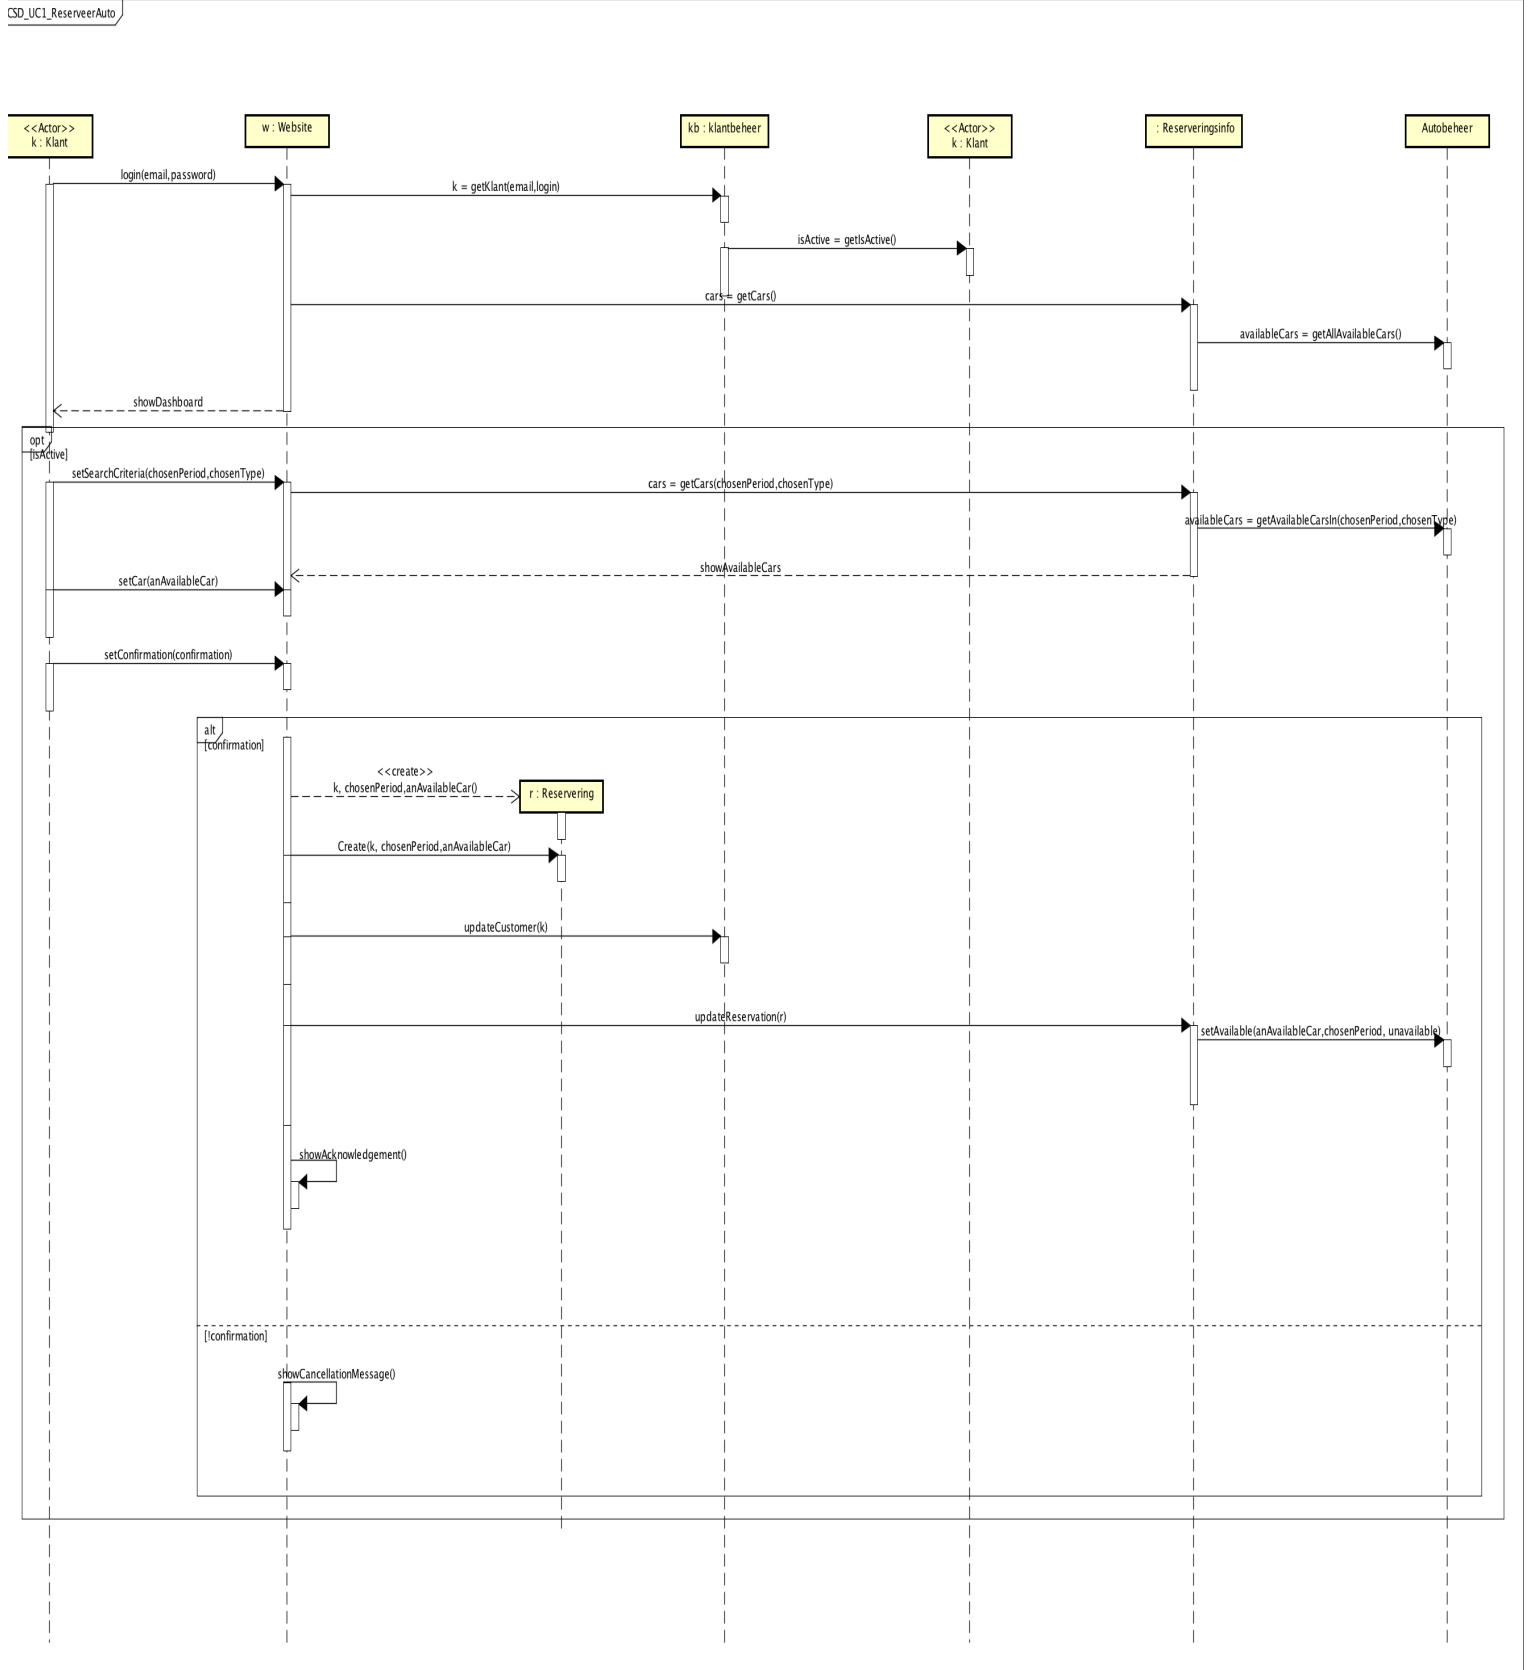 CSD_UC1_ReserveerAuto
<<Actor>>
k : Klant
w : Website
kb : klantbeheer
<<Actor>>
k : Klant
: Reserveringsinfo
Autobeheer
login(email,password)
k = getKlant(email,login)
isActive = getIsActive()
cars = getCars()
availableCars = getAllAvailableCars()
showDashboard
opt
[isActive]
setSearchCriteria(chosenPeriod,chosenType)
cars = getCars(chosenPeriod,chosenType)
availableCars = getAvailableCarsIn(chosenPeriod,chosenType)
showAvailableCars
setCar(anAvailableCar)
setConfirmation(confirmation)
alt
[confirmation]
<<create>>
k, chosenPeriod,anAvailableCar()
r : Reservering
Create(k, chosenPeriod,anAvailableCar)
updateCustomer(k)
updateReservation(r)
setAvailable(anAvailableCar,chosenPeriod, unavailable)
showAcknowledgement()
[!confirmation]
showCancellationMessage()